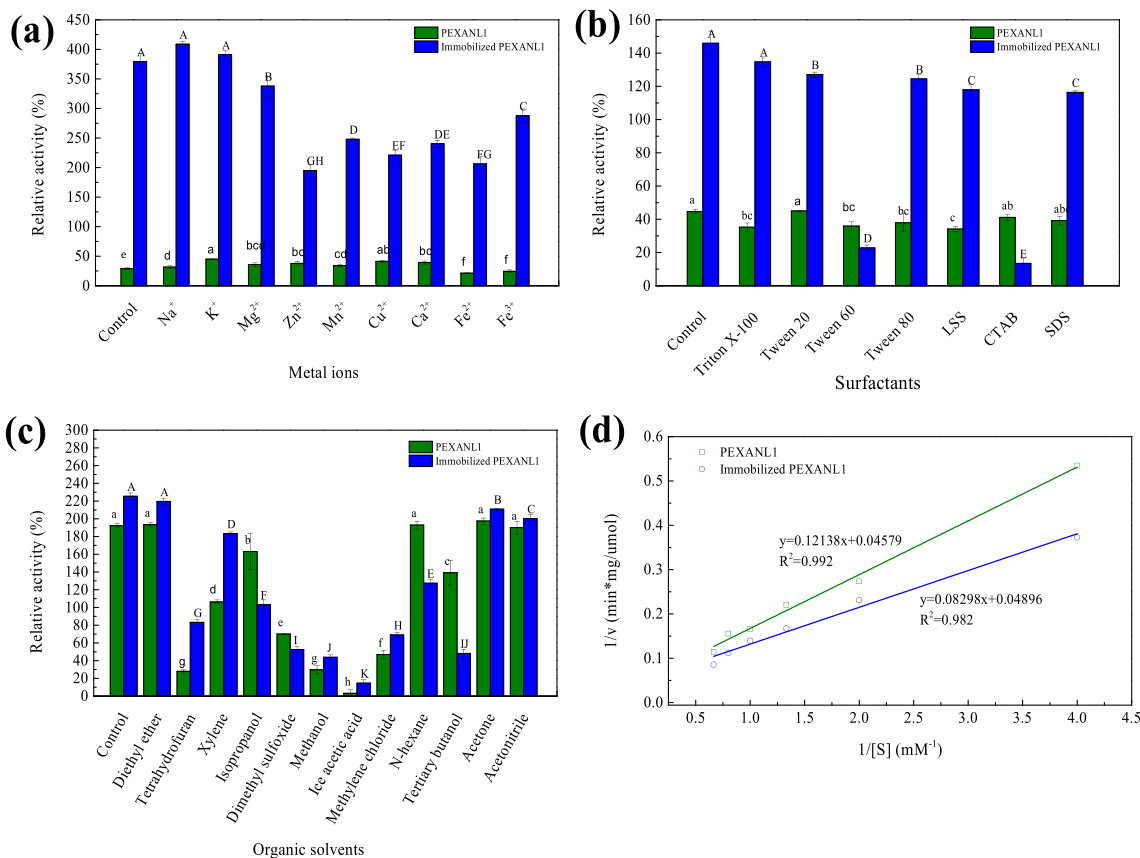 (a)
450
400
350
300
250
200
150
100
50
0
Relative activity (%)
PEXANL1
Immobilized PEXANL1
A
A
A
B
GH
D
EF
DE
FG
C
e
d
a
bcd
bc
cd
ab
bc
f
f
Control
Na+
K+
Mg2+
Zn2+
Mn2+
Cu2+
Ca2+
Fe2+
Fe3+
Metal ions
(b)
160
140
120
100
80
60
40
20
0
Relative activity (%)
PEXANL1
Immobilized PEXANL1
A
A
B
D
B
C
E
C
a
bc
a
bc
bc
c
ab
abc
Control
Triton X-100
Tween 20
Tween 60
Tween 80
LSS
CTAB
SDS
Surfactants
(c)
300
280
260
240
220
200
180
160
140
120
100
80
60
40
20
0
Relative activity (%)
PEXANL1
Immobilized PEXANL1
a
A
a
A
g
G
d
D
b
F
e
I
g
J
h
K
f
H
a
E
c
IJ
a
B
a
C
Control
Diethyl ether
Tetrahydrofuran
Xylene
Isopropanol
Dimethyl sulfoxide
Methanol
Ice acetic acid
Methylene chloride
N-hexane
Tertiary butanol
Acetone
Acetonitrile
Organic solvents
(d)
0.6
0.5
0.4
0.3
0.2
0.1
0.0
1/v (min*mg/umol)
PEXANL1
Immobilized PEXANL1
y=0.12138x+0.04579
R2=0.992
y=0.08298x+0.04896
R2=0.982
0.5 1.0 1.5 2.0 2.5 3.0 3.5 4.0 4.5
1/[S] (mM-1)